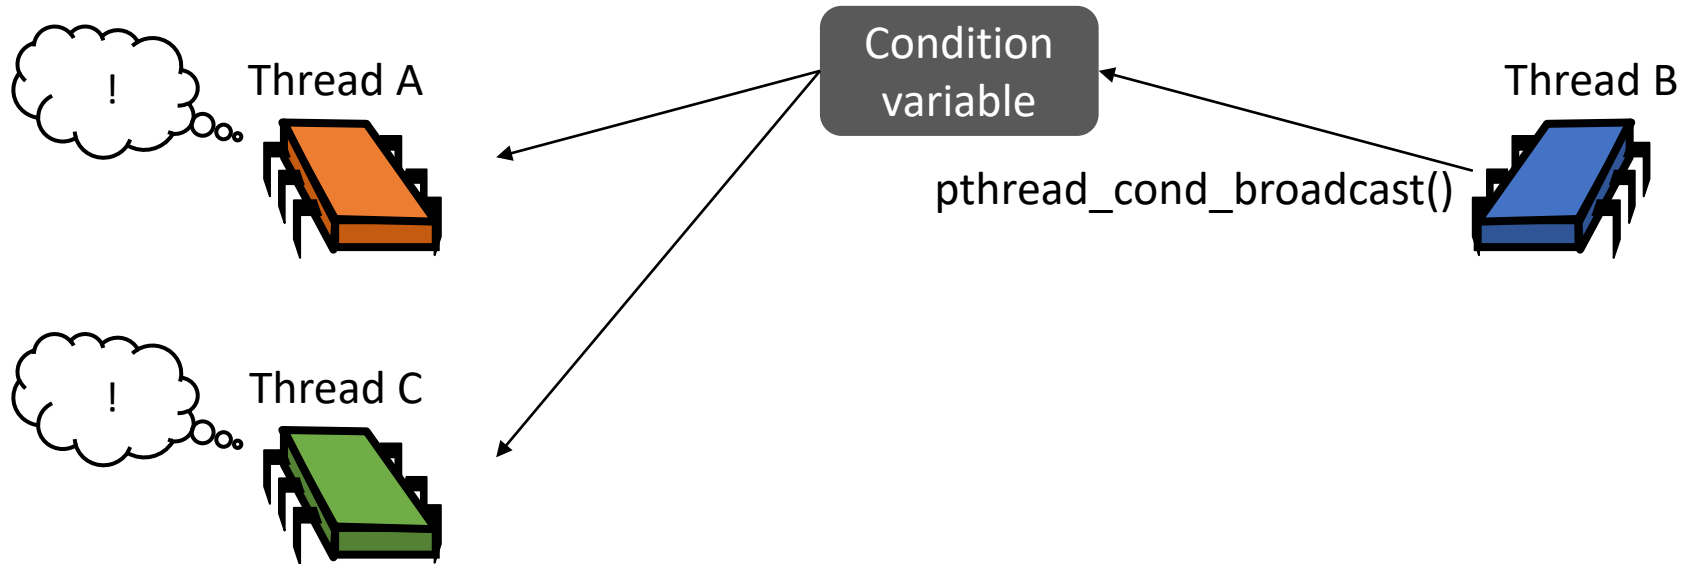 Condition
variable
!
Thread A
Thread B
pthread_cond_broadcast()
!
Thread C